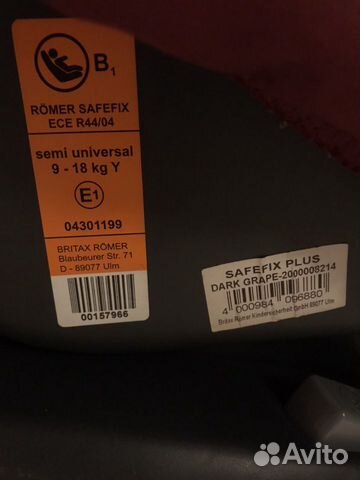 B1
RÖMER SAFEFIX
ECE R44/04
semi universal
9 - 18 kg Y
E1
04301199
BRITAX RÖMER
Blaubeurer Str. 71
D - 89077 Ulm
00157966
SAFEFIX PLUS
DARK GRAPE-2000008214
4 000984 096880
Britax Römer Kindersicherheit GmbH 89077 Ulm
Avito